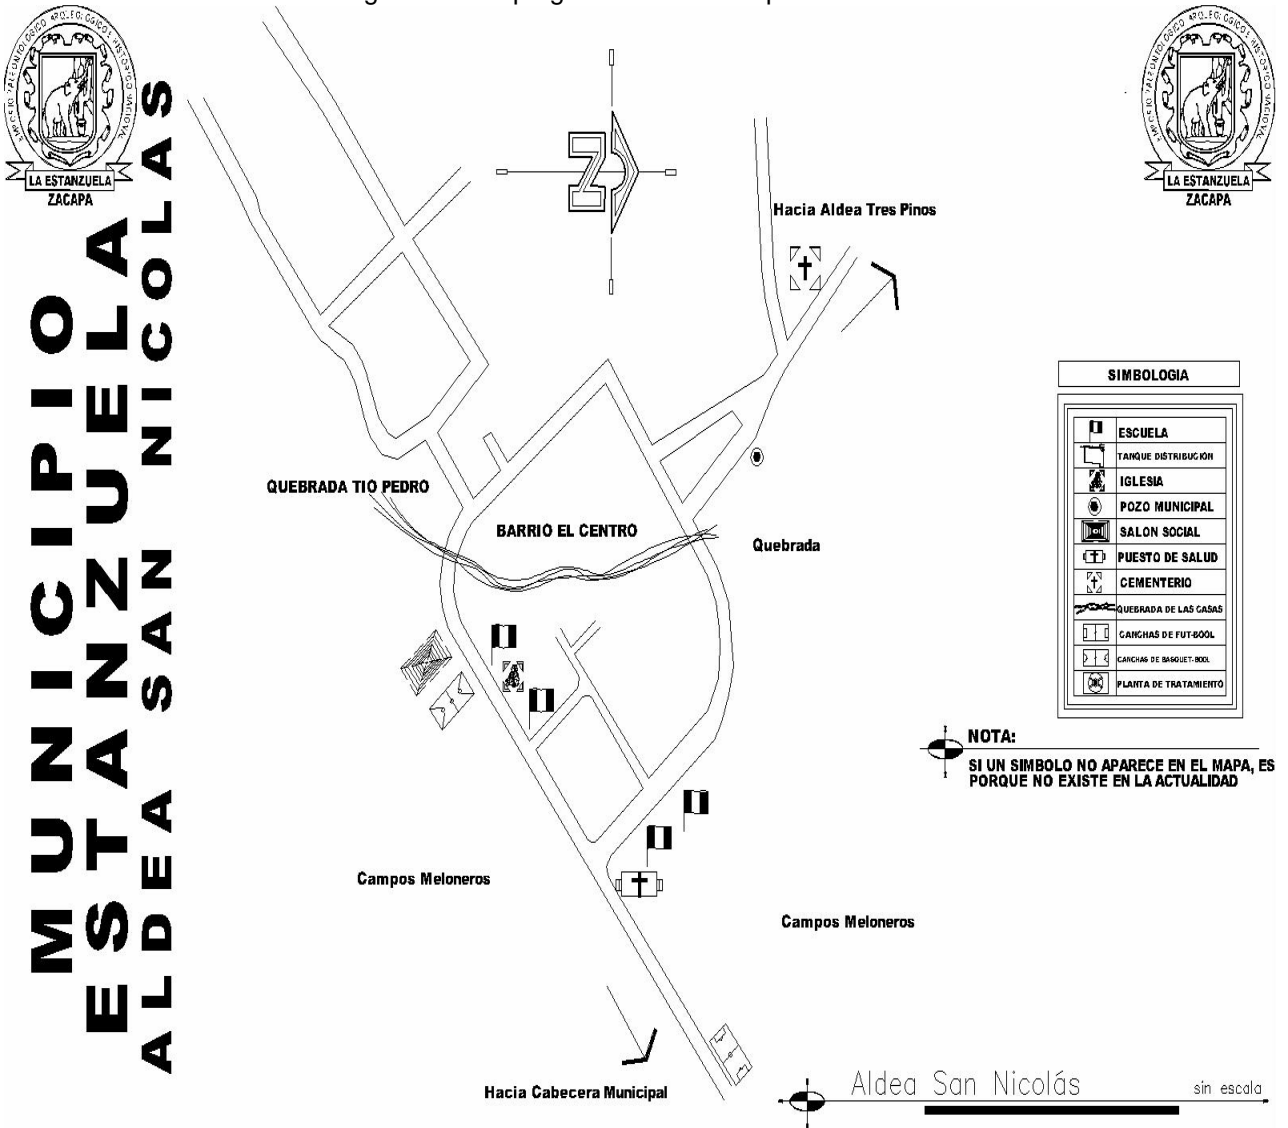 LA ESTANZUELA
ZACAPA
LA ESTANZUELA
ZACAPA
MUNICIPIO
ESTANZUELA
ALDEA SAN NICOLAS
N
Hacia Aldea Tres Pinos
QUEBRADA TIO PEDRO
BARRIO EL CENTRO
Quebrada
Campos Meloneros
Campos Meloneros
Hacia Cabecera Municipal
SIMBOLOGIA
ESCUELA
TANQUE DISTRIBUCIÓN
IGLESIA
POZO MUNICIPAL
SALON SOCIAL
PUESTO DE SALUD
CEMENTERIO
QUEBRADA DE LAS CASAS
CANCHAS DE FUT-BOOL
CANCHAS DE BASQUET-BOOL
PLANTA DE TRATAMIENTO
NOTA:
SI UN SIMBOLO NO APARECE EN EL MAPA, ES
PORQUE NO EXISTE EN LA ACTUALIDAD
Aldea San Nicolás
sin escala